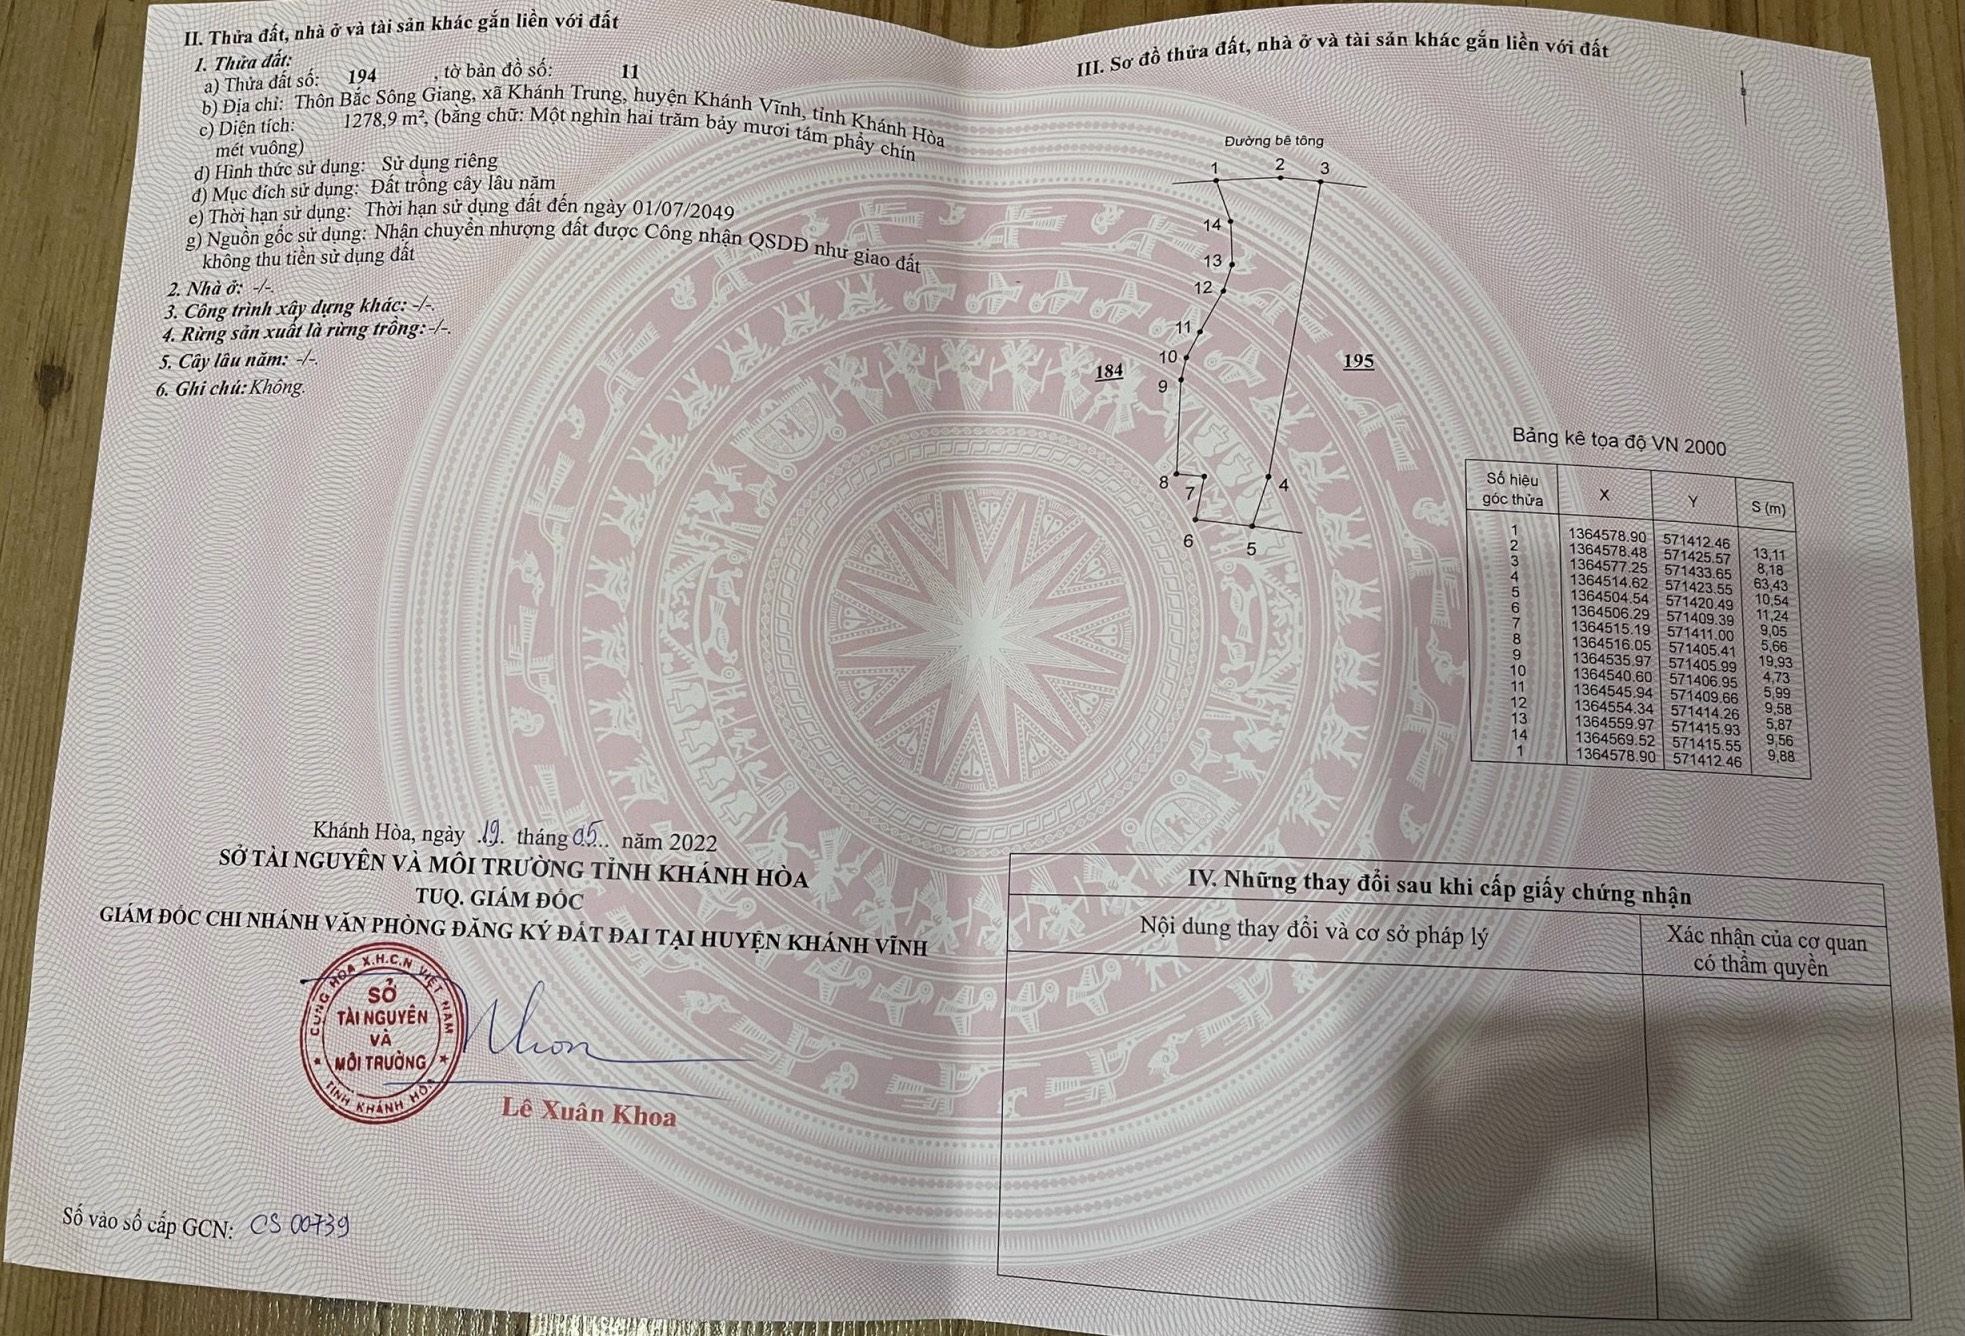 II. Thửa đất, nhà ở và tài sản khác gắn liền với đất
1. Thửa đất:
a) Thửa đất số: 194 , tờ bản đồ số: 11
b) Địa chỉ: Thôn Bắc Sông Giang, xã Khánh Trung, huyện Khánh Vĩnh, tỉnh Khánh Hòa
c) Diện tích: 1278,9 m², (bằng chữ: Một nghìn hai trăm bảy mươi tám phẩy chín
mét vuông)
d) Hình thức sử dụng: Sử dụng riêng
đ) Mục đích sử dụng: Đất trồng cây lâu năm
e) Thời hạn sử dụng: Thời hạn sử dụng đất đến ngày 01/07/2049
g) Nguồn gốc sử dụng: Nhận chuyển nhượng đất được Công nhận QSDĐ như giao đất
không thu tiền sử dụng đất
2. Nhà ở: -/-.
3. Công trình xây dựng khác: -/-.
4. Rừng sản xuất là rừng trồng:-/-.
5. Cây lâu năm: -/-.
6. Ghi chú: Không.
Khánh Hòa, ngày .19. tháng 05.. năm 2022
SỞ TÀI NGUYÊN VÀ MÔI TRƯỜNG TỈNH KHÁNH HÒA
TUQ. GIÁM ĐỐC
GIÁM ĐỐC CHI NHÁNH VĂN PHÒNG ĐĂNG KÝ ĐẤT ĐAI TẠI HUYỆN KHÁNH VĨNH
CỘNG HÒA X.H.C.N VIỆT NAM
SỞ
TÀI NGUYÊN
VÀ
MÔI TRƯỜNG
TỈNH KHÁNH HÒA
Lê Xuân Khoa
Số vào sổ cấp GCN: CS 00739
III. Sơ đồ thửa đất, nhà ở và tài sản khác gắn liền với đất
Đường bê tông
1 2 3
14
13
12
11
10
9
184
195
8 7 4
6 5
Bảng kê tọa độ VN 2000
Số hiệu góc thửa X Y S (m)
1 1364578.90 571412.46
13,11
2 1364578.48 571425.57
8,18
3 1364577.25 571433.65
63,43
4 1364514.62 571423.55
10,54
5 1364504.54 571420.49
11,24
6 1364506.29 571409.39
9,05
7 1364515.19 571411.00
5,66
8 1364516.05 571405.41
19,93
9 1364535.97 571405.99
4,73
10 1364540.60 571406.95
5,99
11 1364545.94 571409.66
9,58
12 1364554.34 571414.26
5,87
13 1364559.97 571415.93
9,56
14 1364569.52 571415.55
9,88
1 1364578.90 571412.46
IV. Những thay đổi sau khi cấp giấy chứng nhận
Nội dung thay đổi và cơ sở pháp lý
Xác nhận của cơ quan
có thẩm quyền